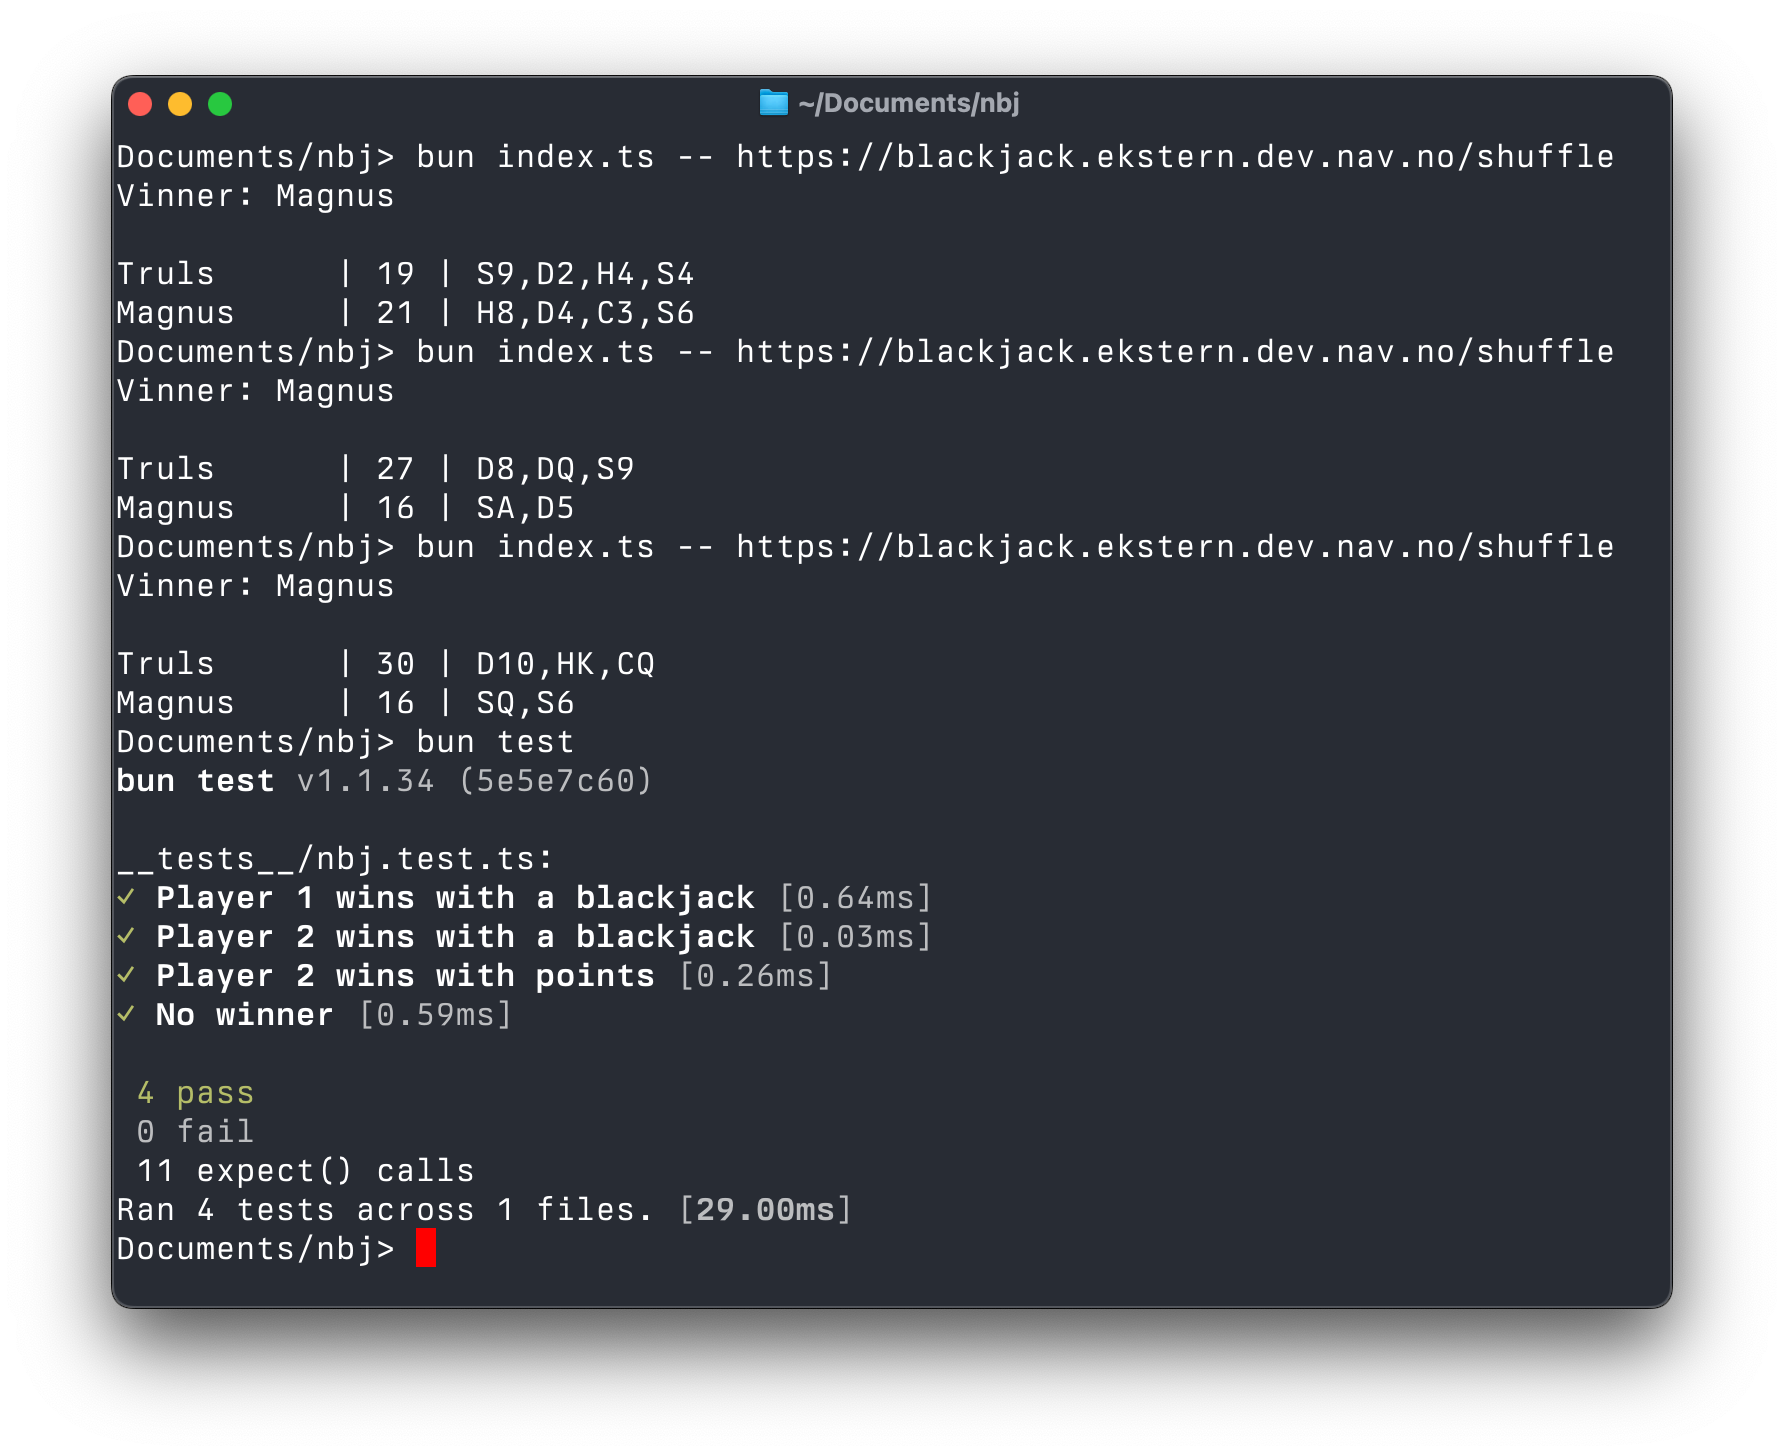 ~/Documents/nbj
Documents/nbj> bun index.ts -- https://blackjack.ekstern.dev.nav.no/shuffle
Vinner: Magnus
Truls      | 19 | S9,D2,H4,S4
Magnus     | 21 | H8,D4,C3,S6
Documents/nbj> bun index.ts -- https://blackjack.ekstern.dev.nav.no/shuffle
Vinner: Magnus
Truls      | 27 | D8,DQ,S9
Magnus     | 16 | SA,D5
Documents/nbj> bun index.ts -- https://blackjack.ekstern.dev.nav.no/shuffle
Vinner: Magnus
Truls      | 30 | D10,HK,CQ
Magnus     | 16 | SQ,S6
Documents/nbj> bun test
bun test v1.1.34 (5e5e7c60)
__tests__/nbj.test.ts:
✓ Player 1 wins with a blackjack [0.64ms]
✓ Player 2 wins with a blackjack [0.03ms]
✓ Player 2 wins with points [0.26ms]
✓ No winner [0.59ms]
4 pass
0 fail
11 expect() calls
Ran 4 tests across 1 files. [29.00ms]
Documents/nbj>